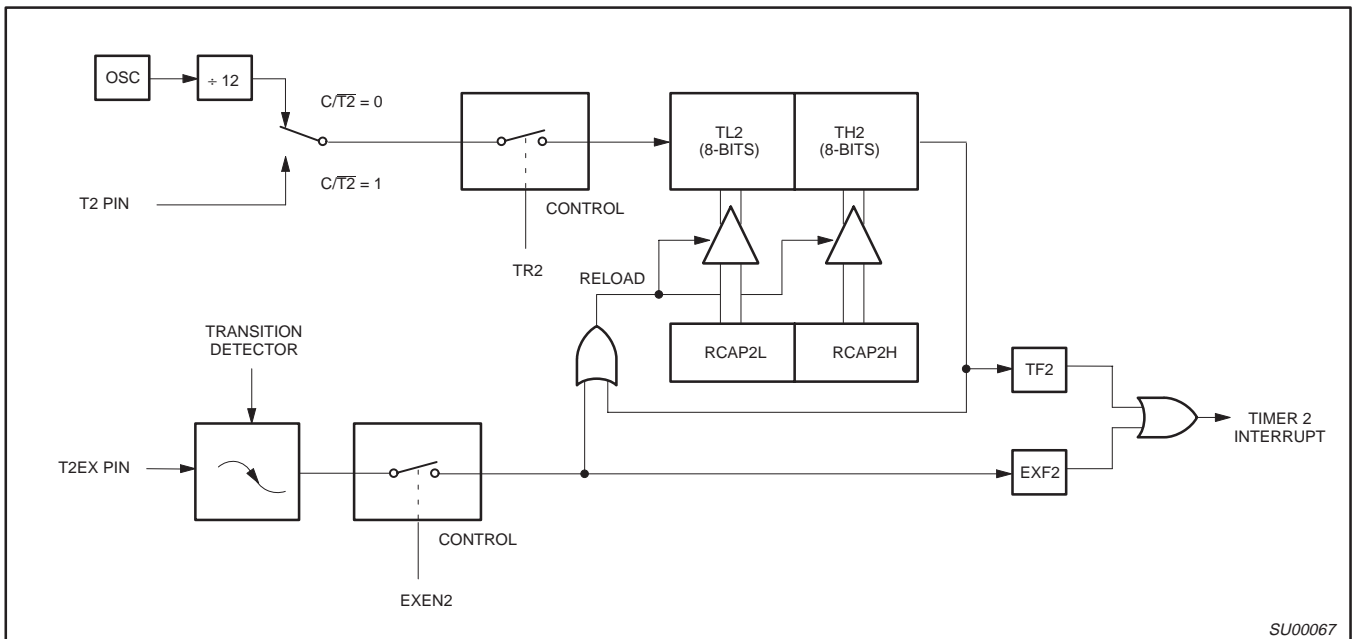 OSC
÷ 12
C/T2 = 0
C/T2 = 1
T2 PIN
CONTROL
TR2
TL2
(8-BITS)
TH2
(8-BITS)
RELOAD
RCAP2L
RCAP2H
TRANSITION
DETECTOR
T2EX PIN
CONTROL
EXEN2
TF2
EXF2
TIMER 2
INTERRUPT
SU00067